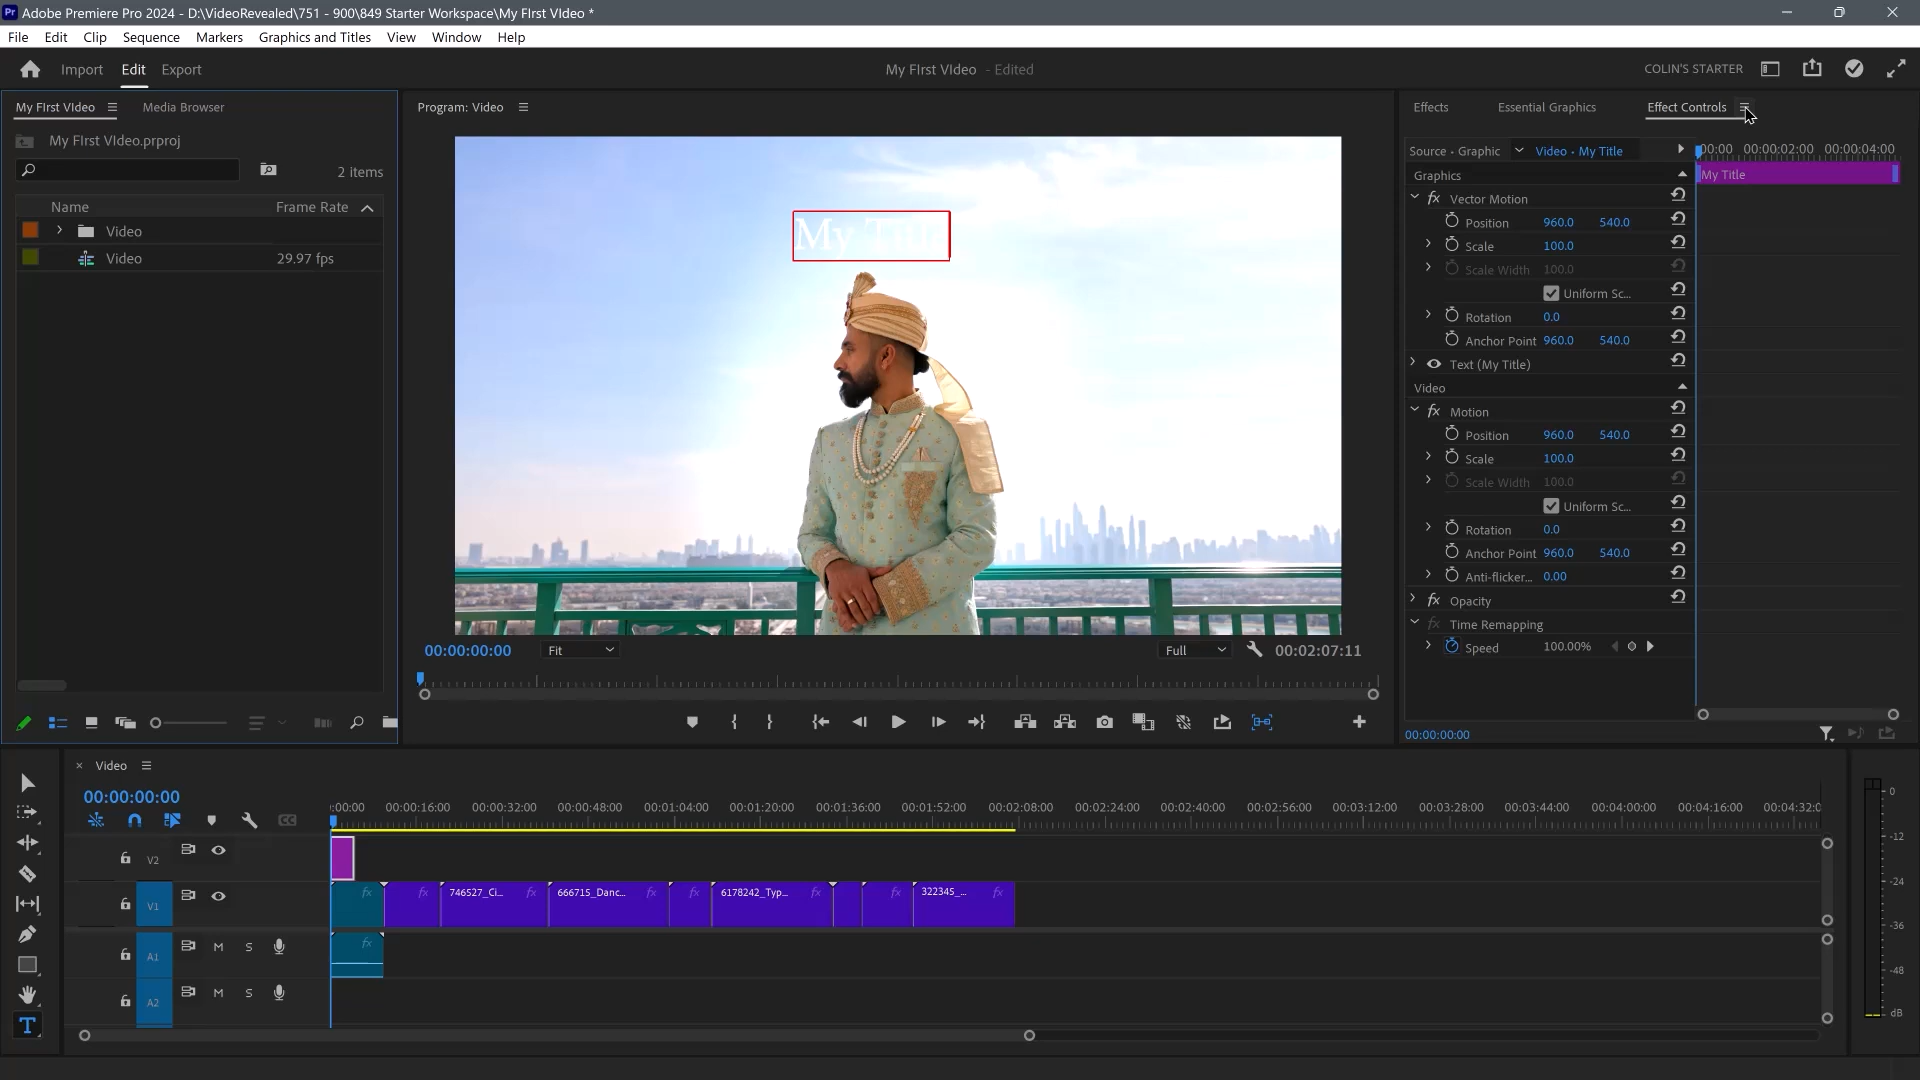 Pr Adobe Premiere Pro 2024 - D:\VideoRevealed\751 - 900\849 Starter Workspace\My FIrst VIdeo *
File Edit Clip Sequence Markers Graphics and Titles View Window Help
Import Edit Export
My FIrst VIdeo - Edited
COLIN'S STARTER
My FIrst VIdeo
Media Browser
My FIrst VIdeo.prproj
2 items
Name Frame Rate
Video
Video 29.97 fps
Program: Video
My Title
00:00:00:00 Fit Full 00:02:07:11
Effects Essential Graphics Effect Controls
Source • Graphic Video • My Title
00:00 00:00:02:00 00:00:04:00
My Title
Graphics
fx Vector Motion
Position 960.0 540.0
Scale 100.0
Scale Width 100.0
Uniform Sc...
Rotation 0.0
Anchor Point 960.0 540.0
Text (My Title)
Video
fx Motion
Position 960.0 540.0
Scale 100.0
Scale Width 100.0
Uniform Sc...
Rotation 0.0
Anchor Point 960.0 540.0
Anti-flicker... 0.00
fx Opacity
fx Time Remapping
Speed 100.00%
00:00:00:00
× Video
00:00:00:00
:00:00 00:00:16:00 00:00:32:00 00:00:48:00 00:01:04:00 00:01:20:00 00:01:36:00 00:01:52:00 00:02:08:00 00:02:24:00 00:02:40:00 00:02:56:00 00:03:12:00 00:03:28:00 00:03:44:00 00:04:00:00 00:04:16:00 00:04:32:0
CC
V2
V1
fx fx 746527_Ci... fx 666715_Danc... fx fx 6178242_Typ... fx fx 322345_... fx
A1 M S fx
A2 M S
T
0
-12
-24
-36
-48
dB